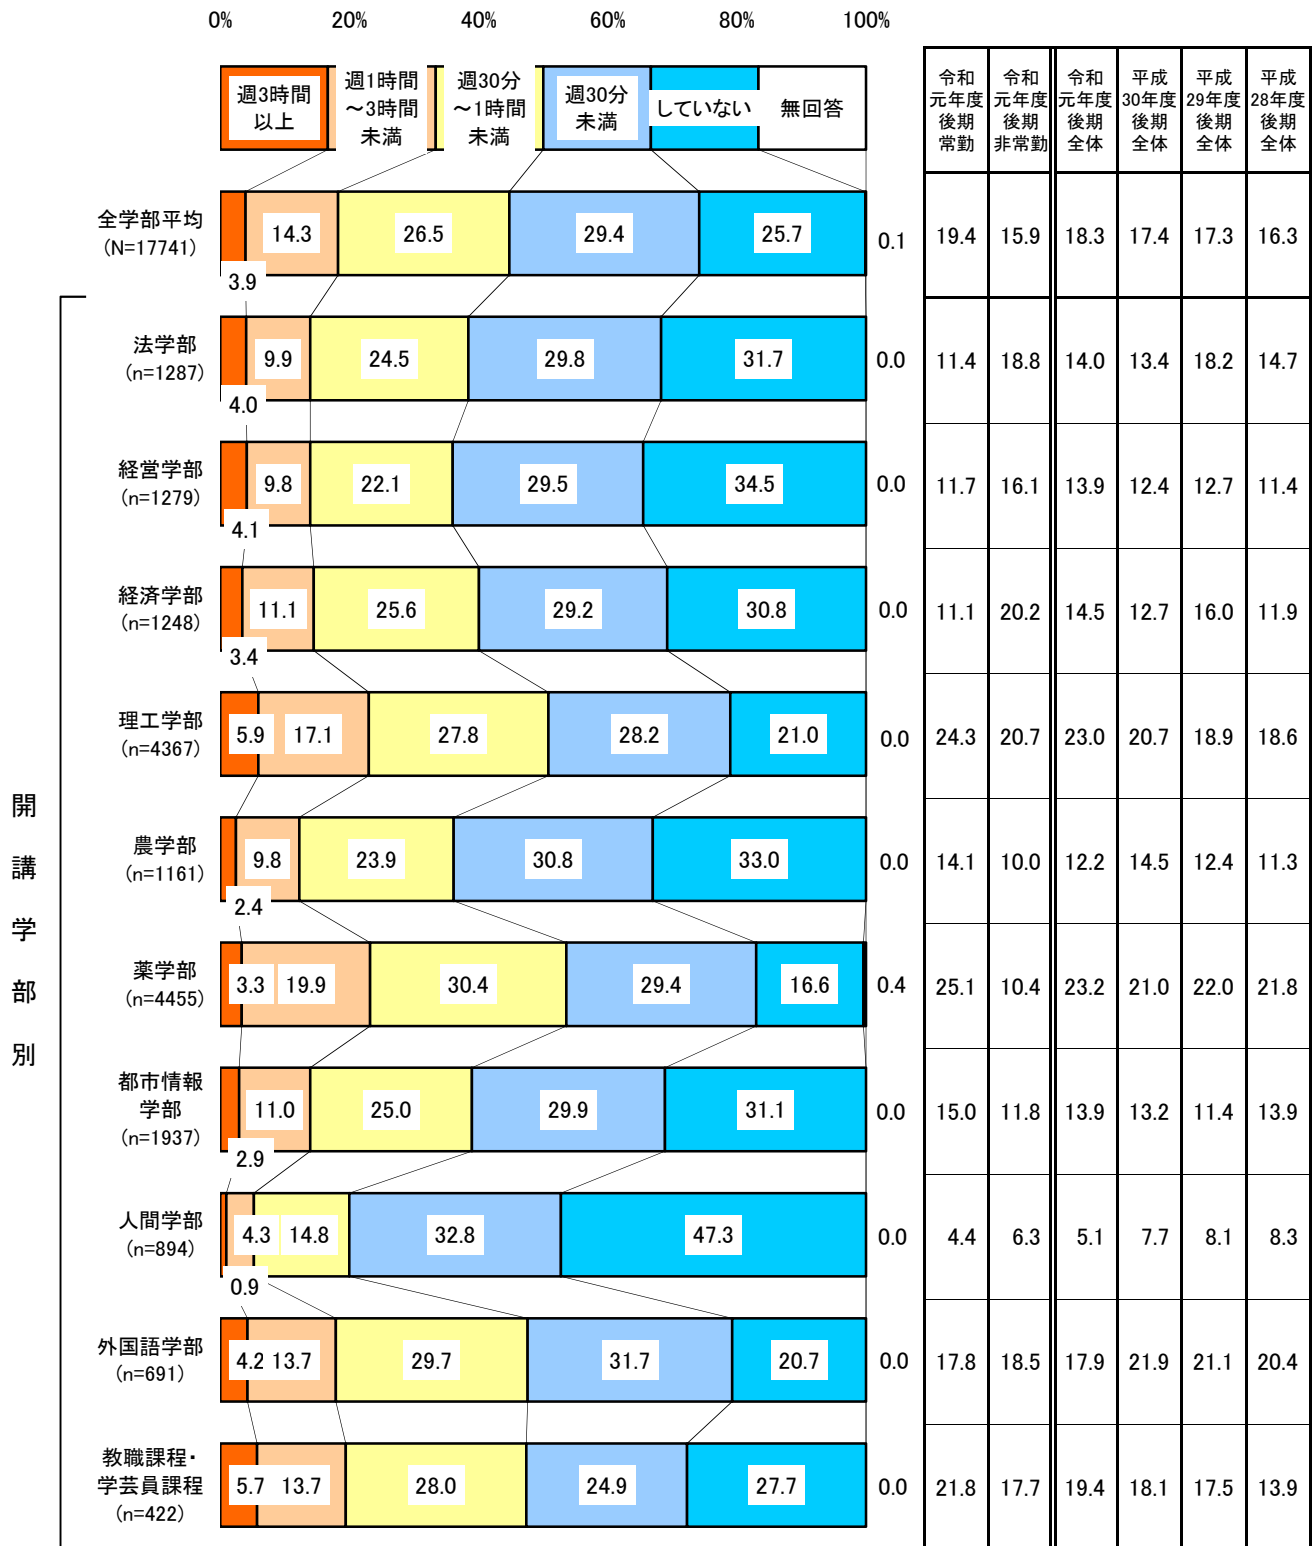 0% 20% 40% 60% 80% 100%
週3時間
以上
週1時間
～3時間
未満
週30分
～1時間
未満
週30分
未満
していない
無回答
令和
元年度
後期
常勤
令和
元年度
後期
非常勤
令和
元年度
後期
全体
平成
30年度
後期
全体
平成
29年度
後期
全体
平成
28年度
後期
全体
全学部平均
(N=17741)
14.3 26.5 29.4 25.7 0.1 19.4 15.9 18.3 17.4 17.3 16.3
3.9
開講学部別
法学部
(n=1287)
9.9 24.5 29.8 31.7 0.0 11.4 18.8 14.0 13.4 18.2 14.7
4.0
経営学部
(n=1279)
9.8 22.1 29.5 34.5 0.0 11.7 16.1 13.9 12.4 12.7 11.4
4.1
経済学部
(n=1248)
11.1 25.6 29.2 30.8 0.0 11.1 20.2 14.5 12.7 16.0 11.9
3.4
理工学部
(n=4367)
5.9 17.1 27.8 28.2 21.0 0.0 24.3 20.7 23.0 20.7 18.9 18.6
農学部
(n=1161)
9.8 23.9 30.8 33.0 0.0 14.1 10.0 12.2 14.5 12.4 11.3
2.4
薬学部
(n=4455)
3.3 19.9 30.4 29.4 16.6 0.4 25.1 10.4 23.2 21.0 22.0 21.8
都市情報
学部
(n=1937)
11.0 25.0 29.9 31.1 0.0 15.0 11.8 13.9 13.2 11.4 13.9
2.9
人間学部
(n=894)
4.3 14.8 32.8 47.3 0.0 4.4 6.3 5.1 7.7 8.1 8.3
0.9
外国語学部
(n=691)
4.2 13.7 29.7 31.7 20.7 0.0 17.8 18.5 17.9 21.9 21.1 20.4
教職課程・
学芸員課程
(n=422)
5.7 13.7 28.0 24.9 27.7 0.0 21.8 17.7 19.4 18.1 17.5 13.9